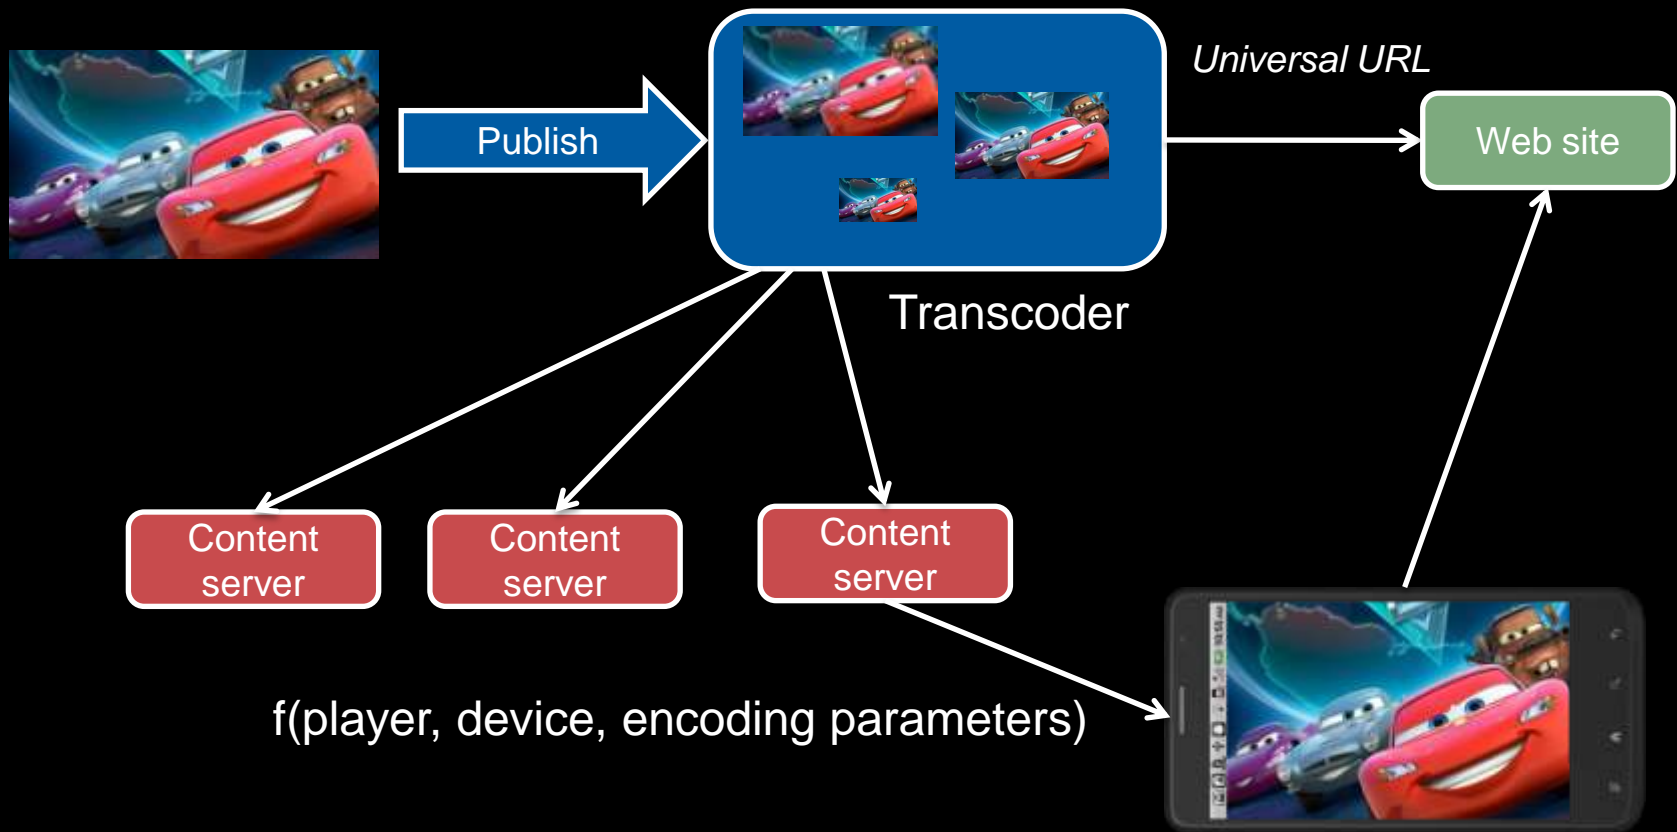 Universal URL
Publish
Web site
Transcoder
Content
server
Content
server
Content
server
f(player, device, encoding parameters)